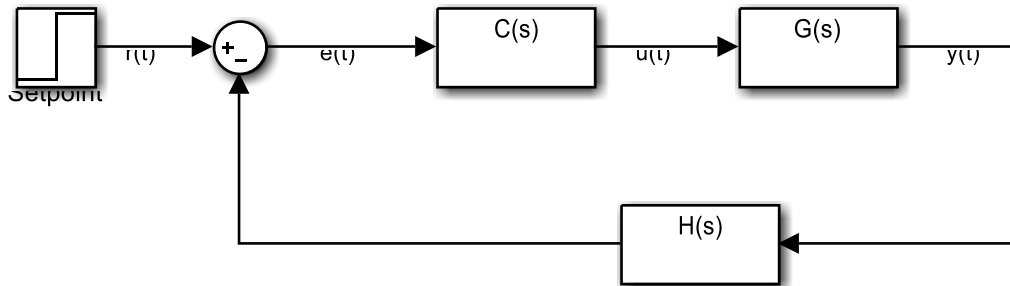 C(s)
G(s)
+
−
r(t)
e(t)
u(t)
y(t)
Setpoint
H(s)